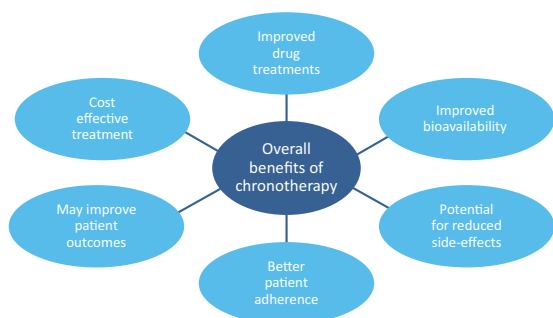 Improved
drug
treatments
Cost
effective
treatment
Improved
bioavailability
Overall
benefits of
chronotherapy
May improve
patient
outcomes
Potential
for reduced
side-effects
Better
patient
adherence